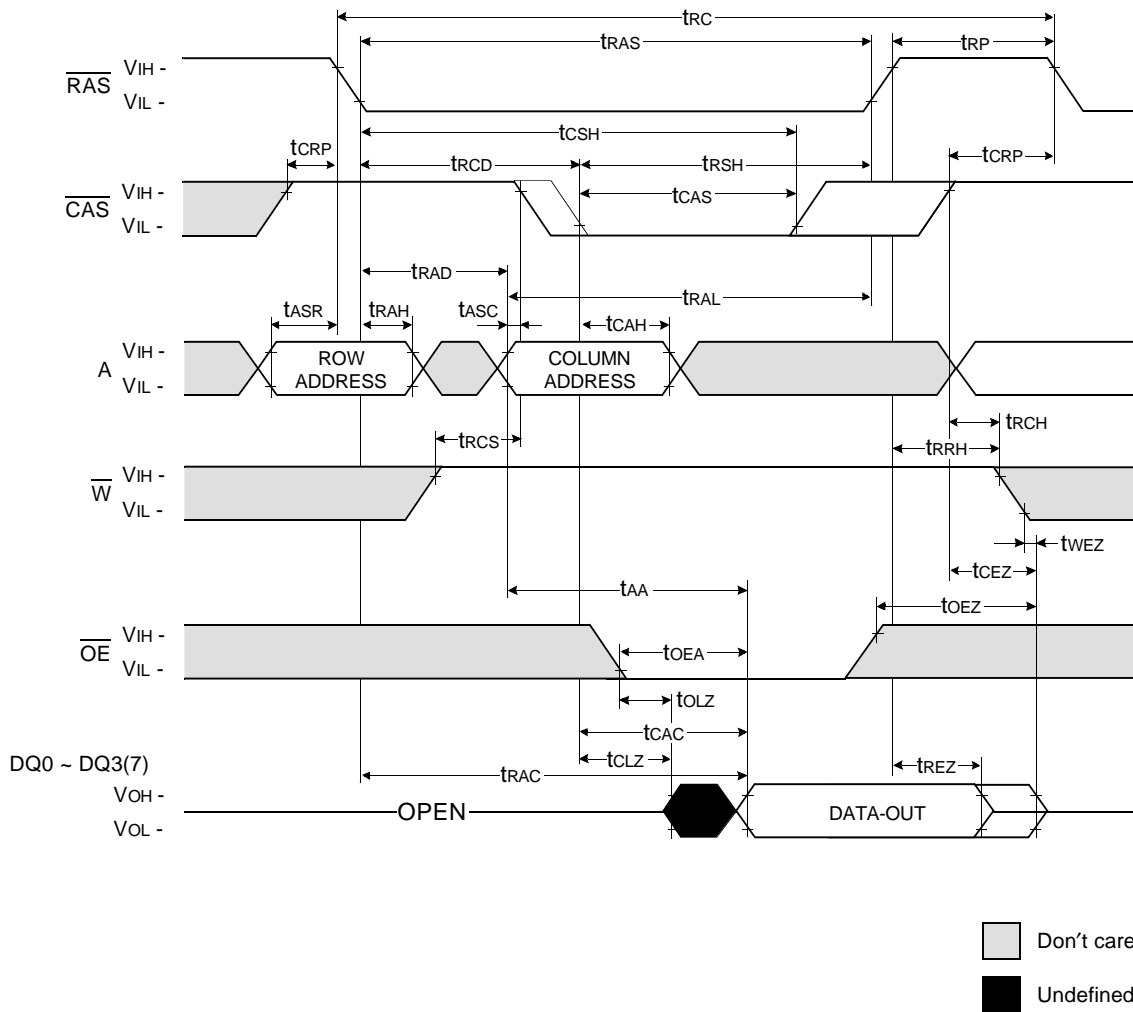 tRC
tRAS
tRP
RAS
VIH -
VIL -
tCSH
tCRP
tRCD
tRSH
tCRP
CAS
VIH -
VIL -
tCAS
tRAD
tRAL
tASR
tRAH
tASC
tCAH
A
VIH -
VIL -
ROW
ADDRESS
COLUMN
ADDRESS
tRCH
tRCS
tRRH
W
VIH -
VIL -
tWEZ
tCEZ
tAA
tOEZ
OE
VIH -
VIL -
tOEA
tOLZ
tCAC
tCLZ
DQ0 ~ DQ3(7)
tRAC
tREZ
VOH -
VOL -
OPEN
DATA-OUT
Don′t care
Undefined